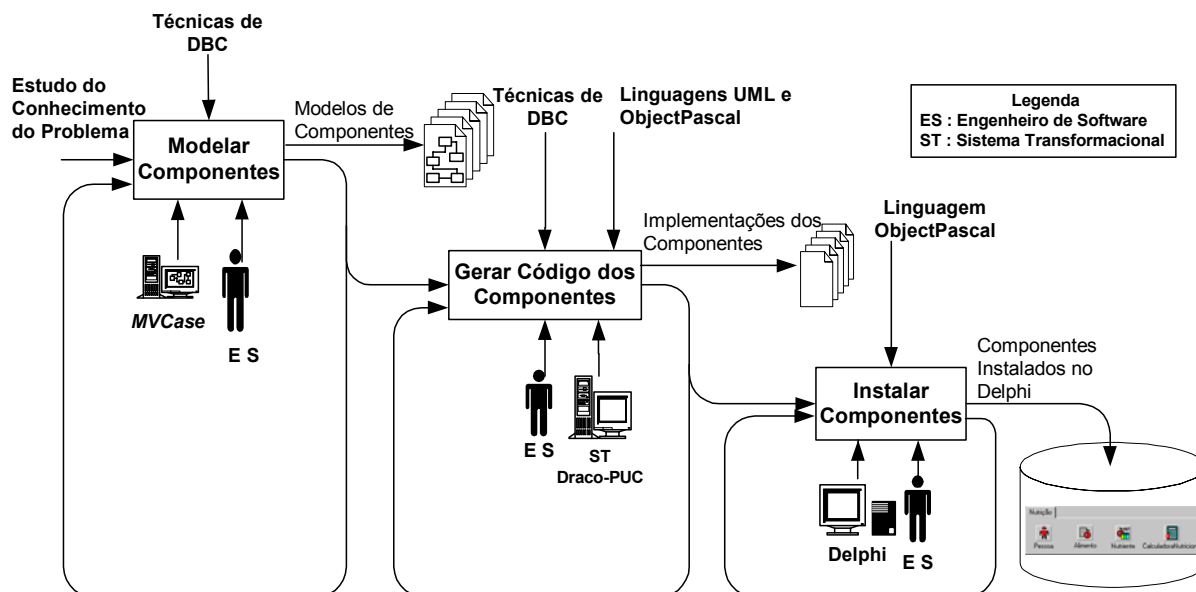 Técnicas de
DBC
Estudo do
Conhecimento
do Problema
Modelar
Componentes
Modelos de
Componentes
MVCase
E S
Técnicas de
DBC
Linguagens UML e
ObjectPascal
Legenda
ES : Engenheiro de Software
ST : Sistema Transformacional
Gerar Código dos
Componentes
Implementações dos
Componentes
E S
ST
Draco-PUC
Linguagem
ObjectPascal
Instalar
Componentes
Componentes
Instalados no
Delphi
Delphi
E S
Nutrição
Pessoa Alimento Nutriente